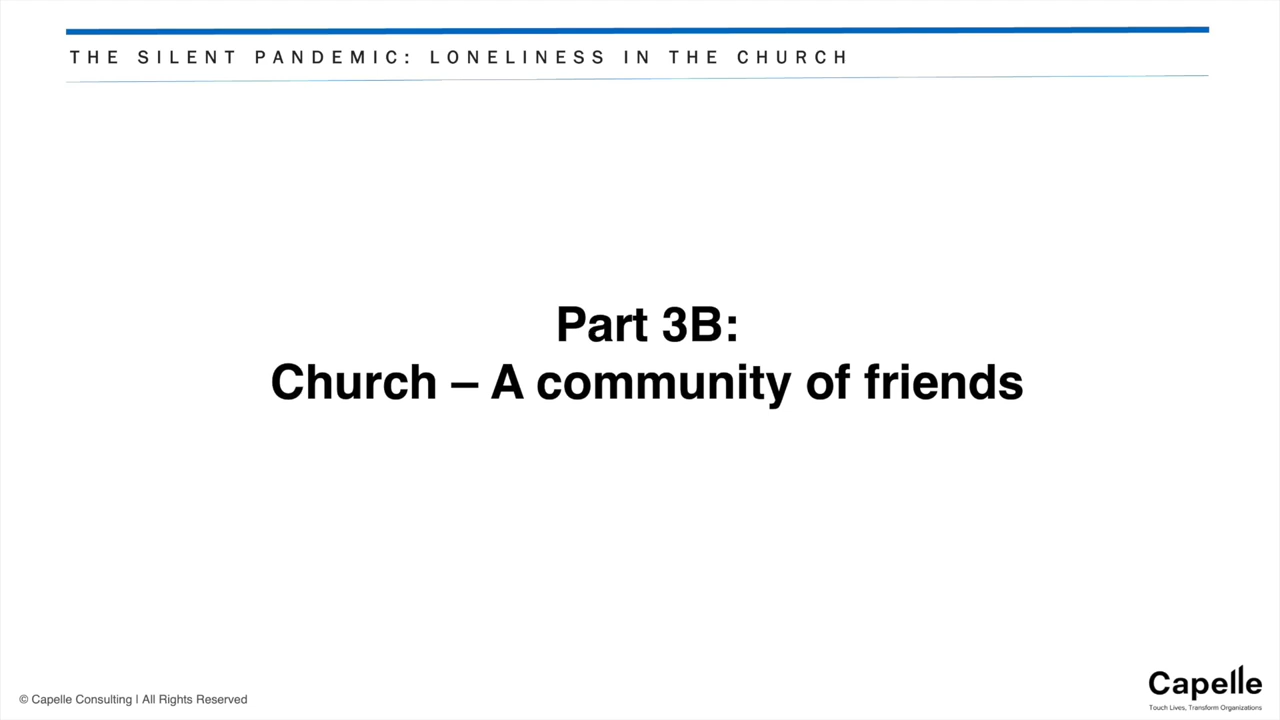 THE SILENT PANDEMIC: LONELINESS IN THE CHURCH
Part 3B:
Church – A community of friends
© Capelle Consulting | All Rights Reserved
Capelle
Touch Lives, Transform Organizations